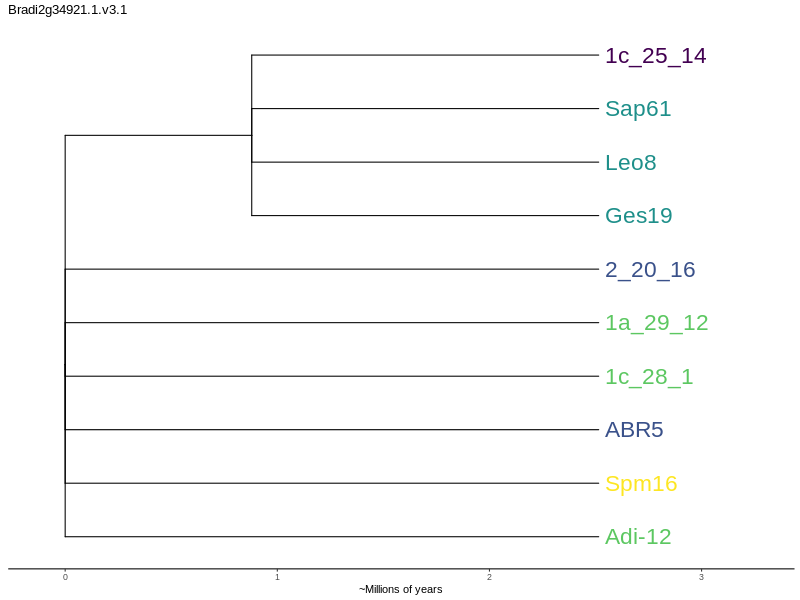 Bradi2g34921.1.v3.1
1c_25_14
Sap61
Leo8
Ges19
2_20_16
1a_29_12
1c_28_1
ABR5
Spm16
Adi-12
0 1 2 3
~Millions of years